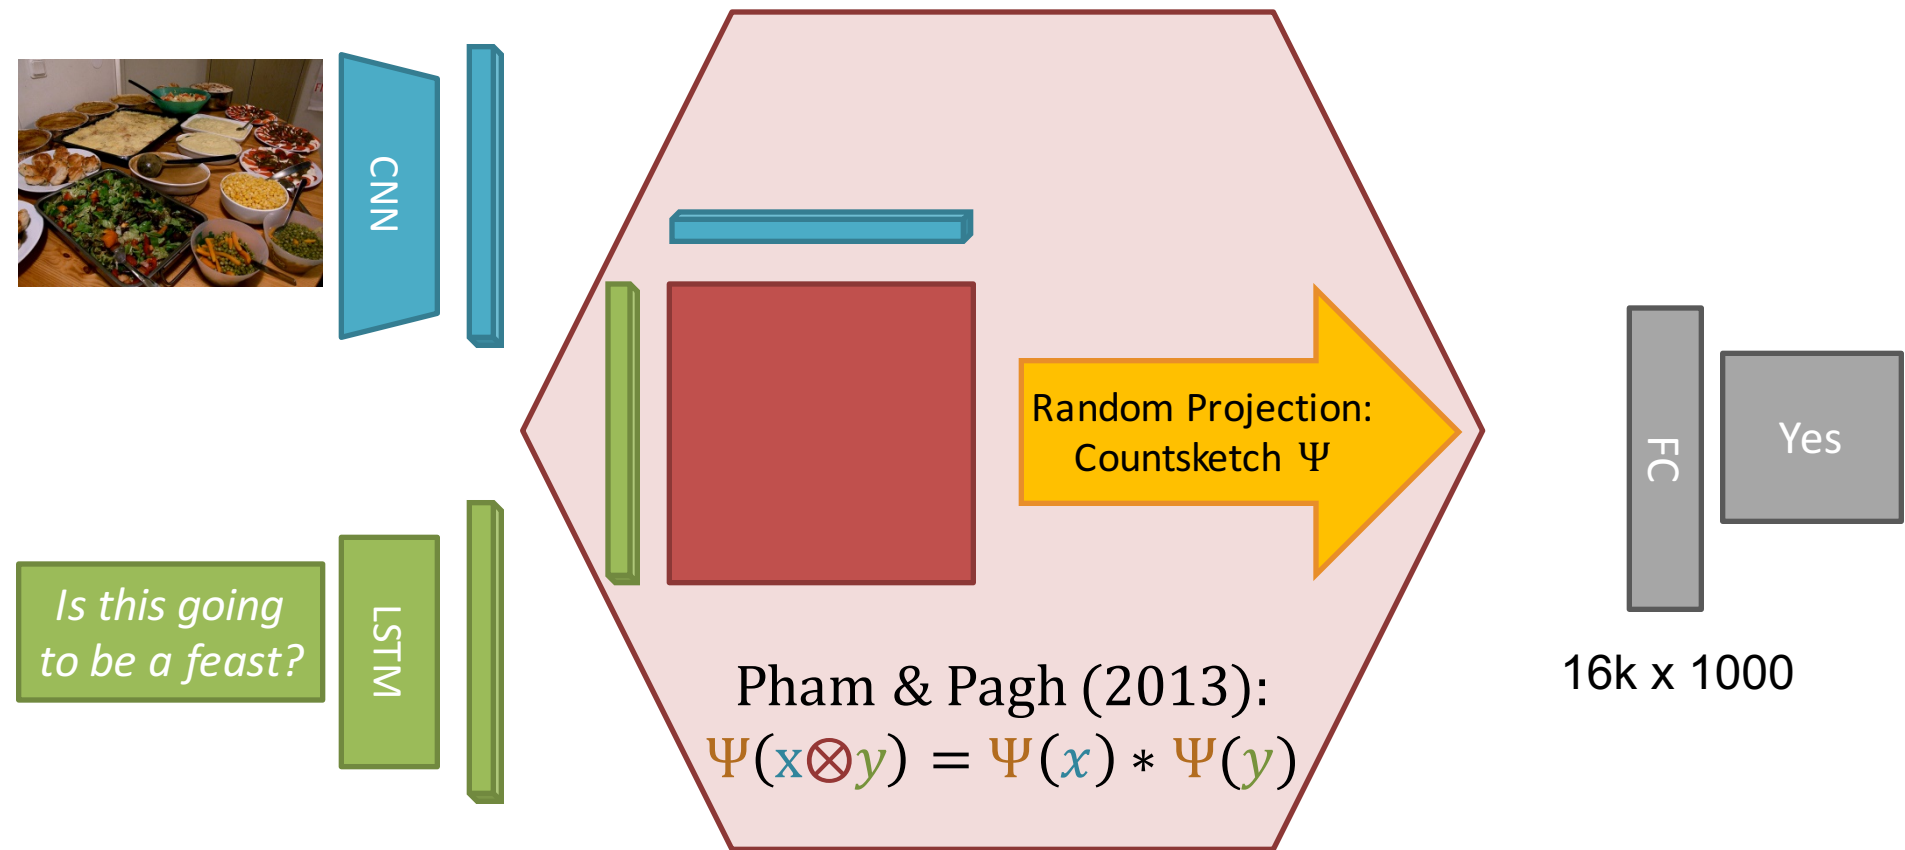 CNN
Is this going
to be a feast?
LSTM
Random Projection:
Countsketch Ψ
Pham & Pagh (2013):
Ψ(x⊗y) = Ψ(x) ∗ Ψ(y)
FC
Yes
16k x 1000